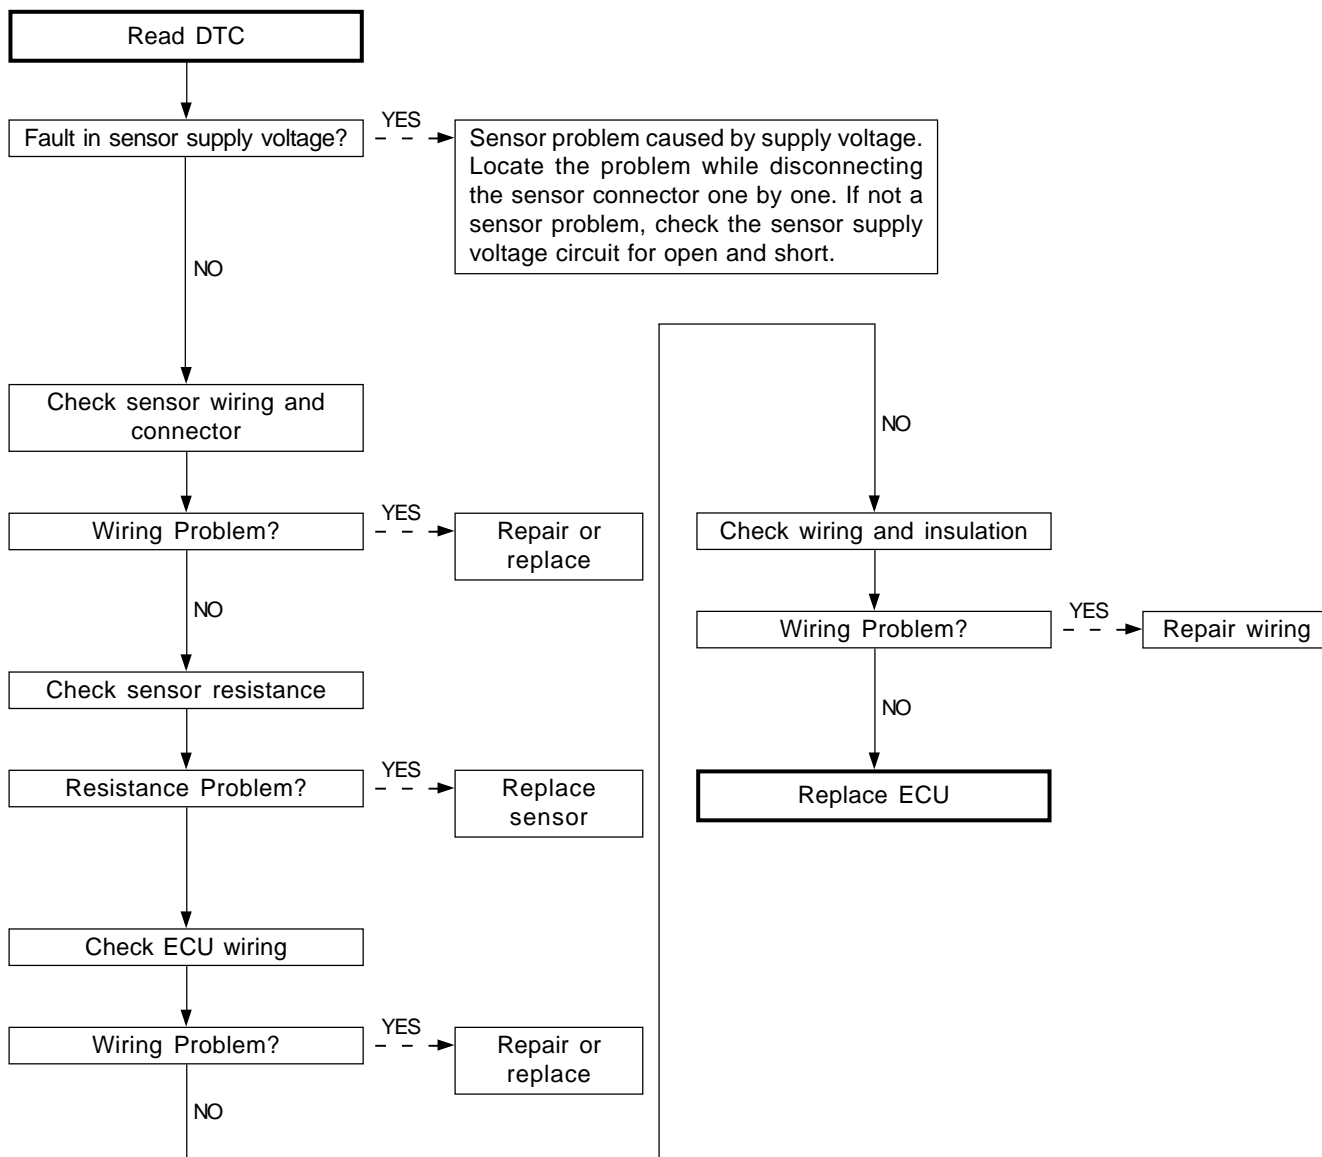 Read DTC
Fault in sensor supply voltage?
YES
Sensor problem caused by supply voltage.
Locate the problem while disconnecting
the sensor connector one by one. If not a
sensor problem, check the sensor supply
voltage circuit for open and short.
NO
Check sensor wiring and
connector
Wiring Problem?
YES
Repair or
replace
NO
Check sensor resistance
Resistance Problem?
YES
Replace
sensor
Check ECU wiring
Wiring Problem?
YES
Repair or
replace
NO
NO
Check wiring and insulation
Wiring Problem?
YES
Repair wiring
NO
Replace ECU